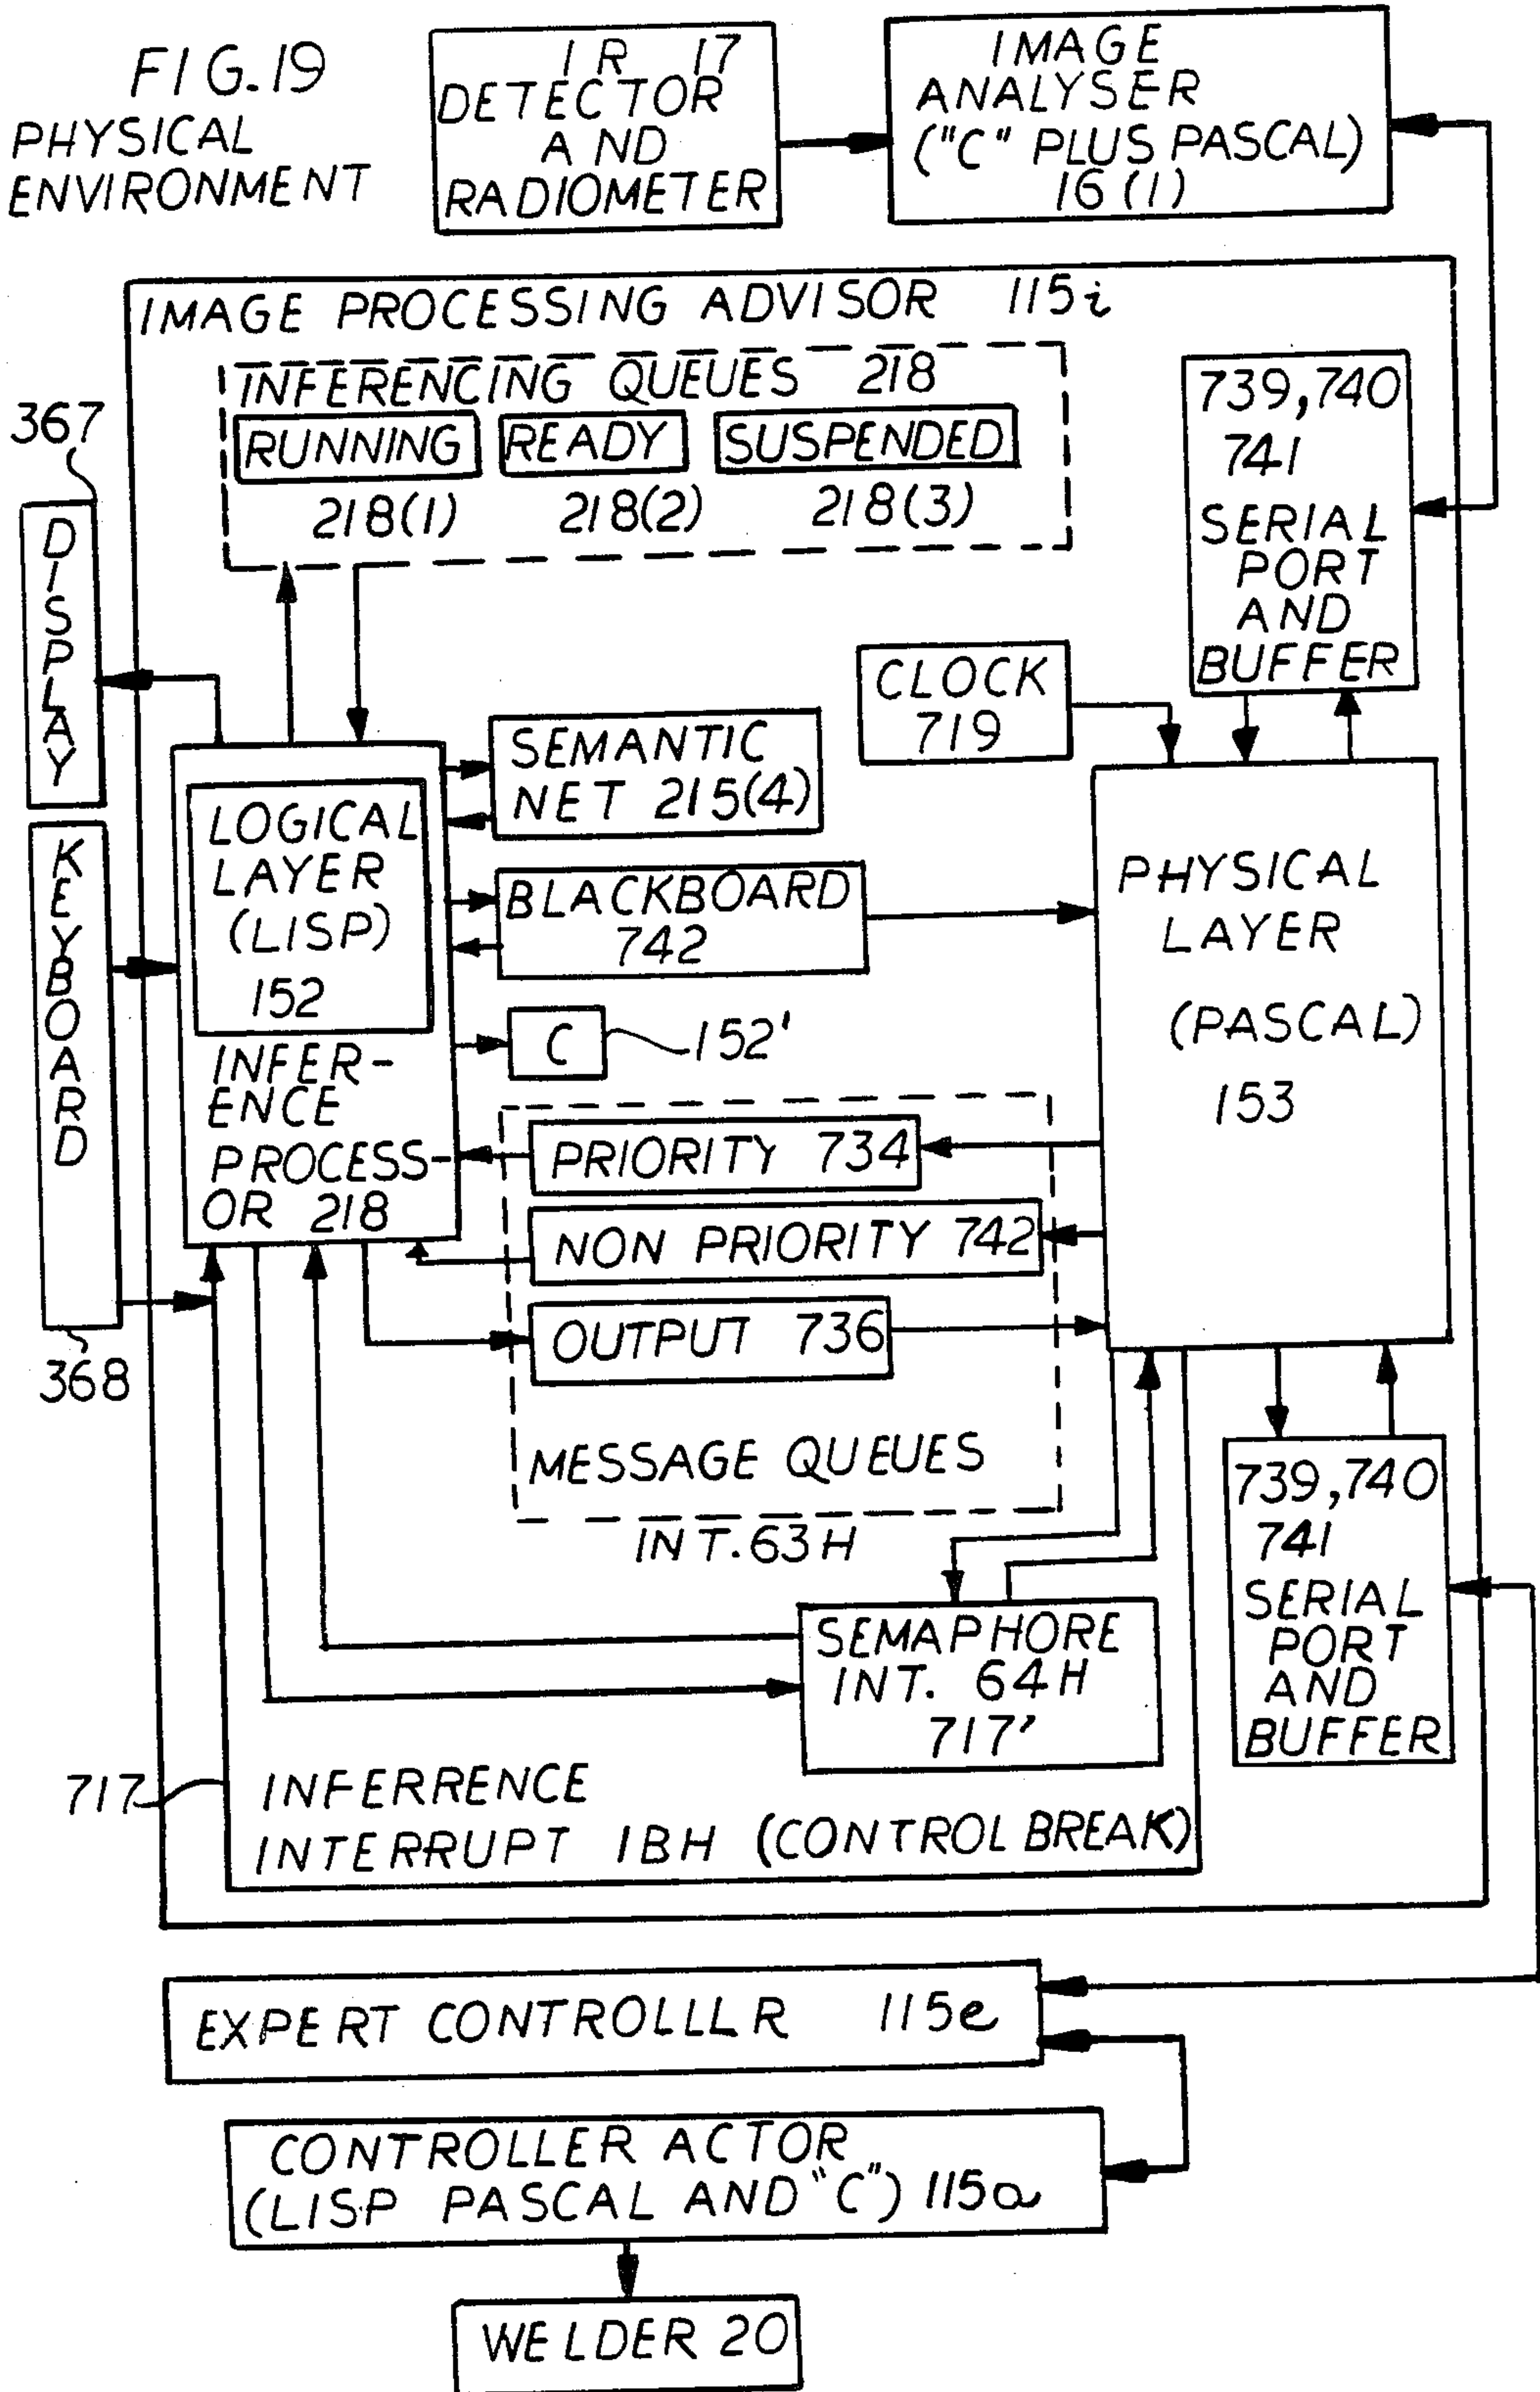 FIG.19
PHYSICAL
ENVIRONMENT
IR 17
DETECTOR
AND
RADIOMETER
IMAGE
ANALYSER
("C" PLUS PASCAL)
16(1)
IMAGE PROCESSING ADVISOR 115i
INFERENCING QUEUES 218
RUNNING READY SUSPENDED
218(1) 218(2) 218(3)
367
DISPLAY
739,740
741
SERIAL
PORT
AND
BUFFER
CLOCK
719
SEMANTIC
NET 215(4)
LOGICAL
LAYER
(LISP)
152
INFER-
ENCE
PROCESS-
OR 218
KEYBOARD
368
BLACKBOARD
742
C 152'
PHYSICAL
LAYER
(PASCAL)
153
PRIORITY 734
NON PRIORITY 742
OUTPUT 736
MESSAGE QUEUES
INT.63H
739,740
741
SERIAL
PORT
AND
BUFFER
SEMAPHORE
INT. 64H
717'
717
INFERRENCE
INTERRUPT 1BH (CONTROL BREAK)
EXPERT CONTROLLLR 115e
CONTROLLER ACTOR
(LISP PASCAL AND "C") 115a
WELDER 20